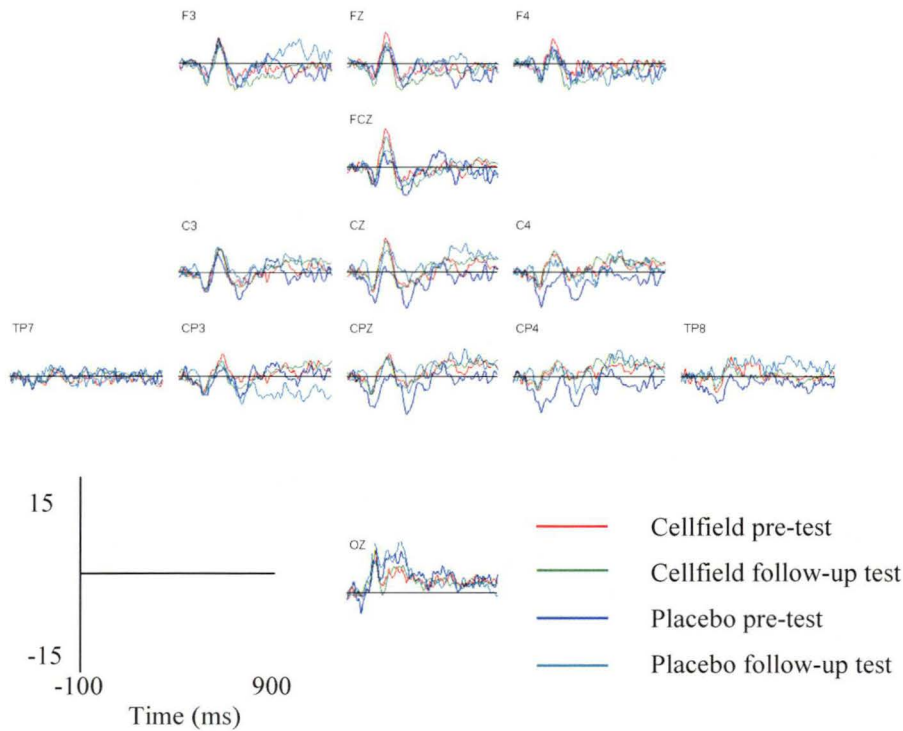 F3
FZ
F4
FCZ
C3
CZ
C4
TP7
CP3
CPZ
CP4
TP8
OZ
15
-15
-100
900
Time (ms)
Cellfield pre-test
Cellfield follow-up test
Placebo pre-test
Placebo follow-up test